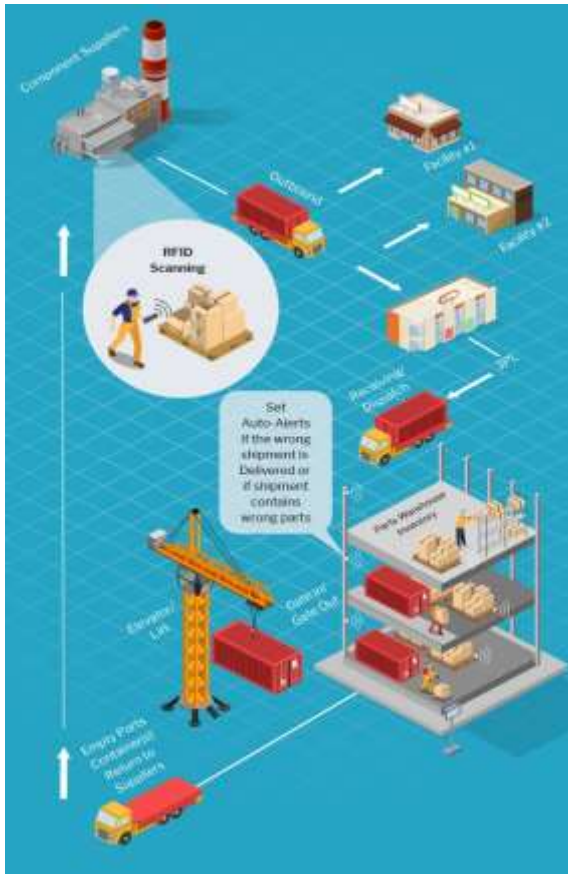 Component Suppliers
Outbound
Facility #1
Facility #2
RFID
Scanning
3PL
Receiving/
Dispatch
Set
Auto-Alerts
if the wrong
shipment is
Delivered or
if shipment
contains
wrong parts
Parts Warehouse
Inventory
Elevator/
Lift
Gate In/
Gate Out
Empty Parts
Containers/
Return to
Suppliers